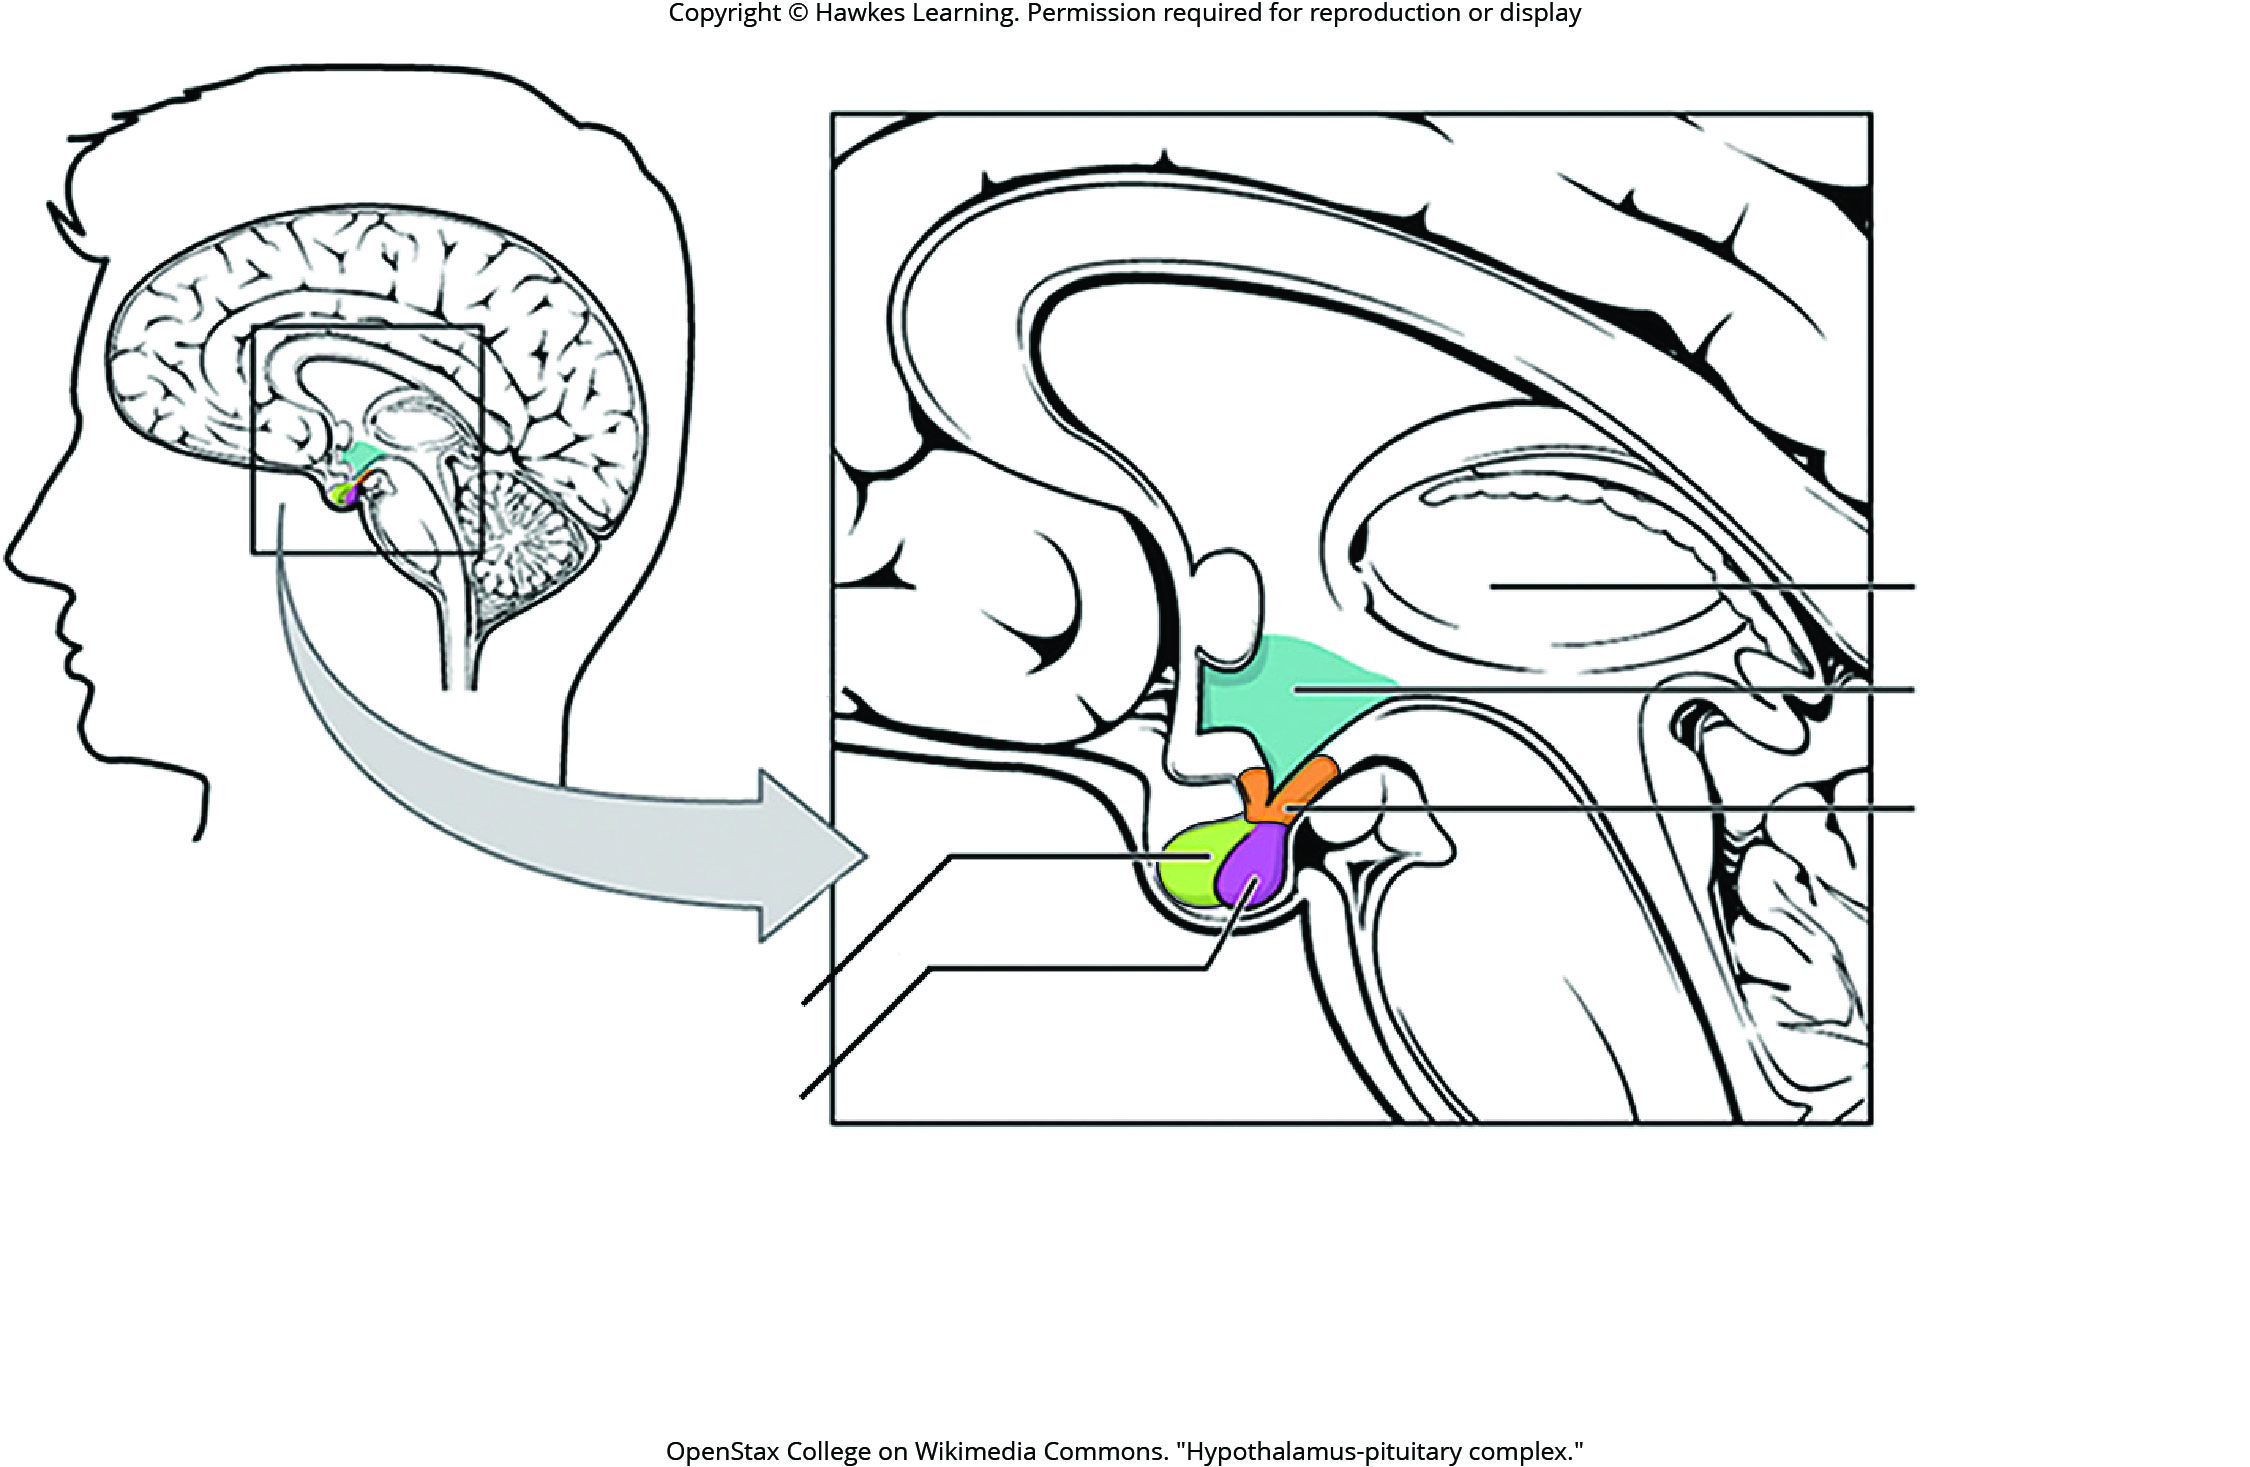 Copyright © Hawkes Learning. Permission required for reproduction or display
OpenStax College on Wikimedia Commons. "Hypothalamus-pituitary complex."